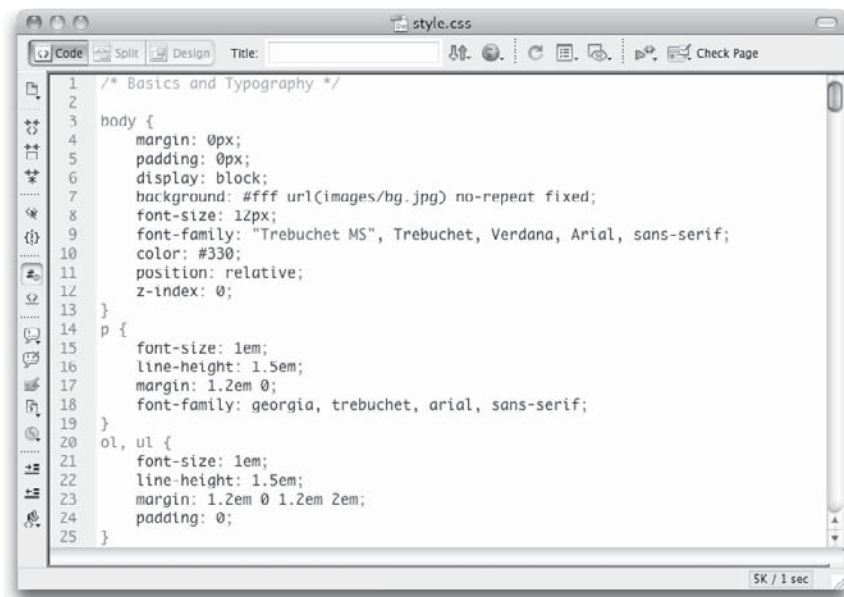 style.css
Code Split Design Title: Check Page
1 /* Basics and Typography */
2
3 body {
4 margin: 0px;
5 padding: 0px;
6 display: block;
7 background: #fff url(images/bg.jpg) no-repeat fixed;
8 font-size: 12px;
9 font-family: "Trebuchet MS", Trebuchet, Verdana, Arial, sans-serif;
10 color: #330;
11 position: relative;
12 z-index: 0;
13 }
14 p {
15 font-size: 1em;
16 line-height: 1.5em;
17 margin: 1.2em 0;
18 font-family: georgia, trebuchet, arial, sans-serif;
19 }
20 ol, ul {
21 font-size: 1em;
22 line-height: 1.5em;
23 margin: 1.2em 0 1.2em 2em;
24 padding: 0;
25 }
5K / 1 sec